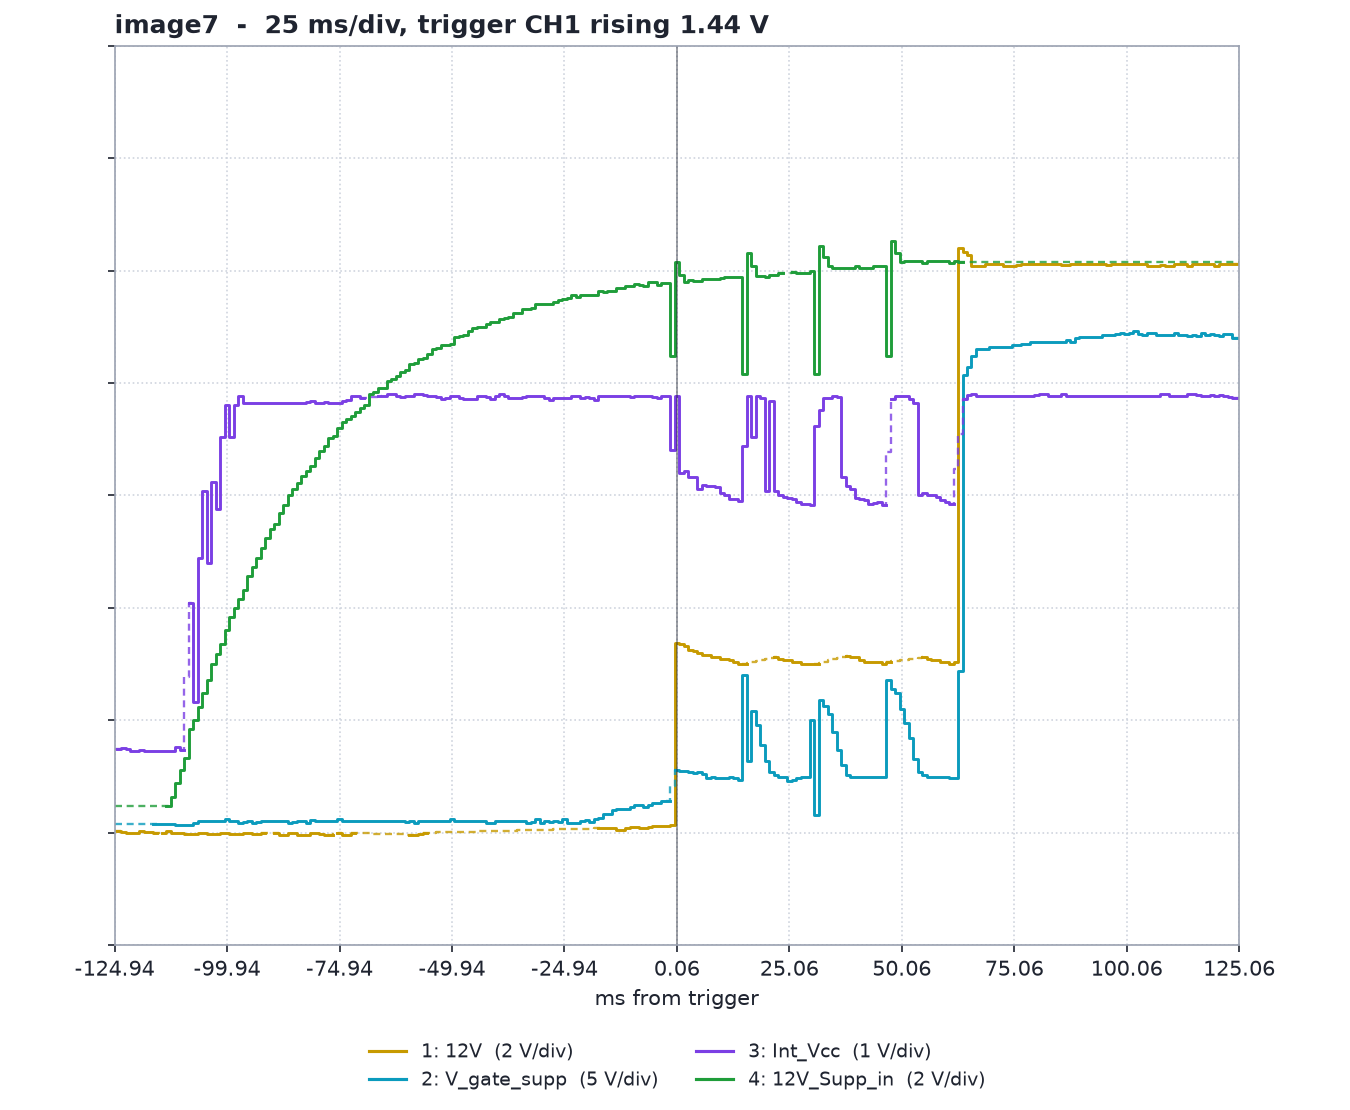 image7  -  25 ms/div, trigger CH1 rising 1.44 V
-124.94 -99.94 -74.94 -49.94 -24.94 0.06 25.06 50.06 75.06 100.06 125.06
ms from trigger
1: 12V  (2 V/div) 3: Int_Vcc  (1 V/div)
2: V_gate_supp  (5 V/div) 4: 12V_Supp_in  (2 V/div)